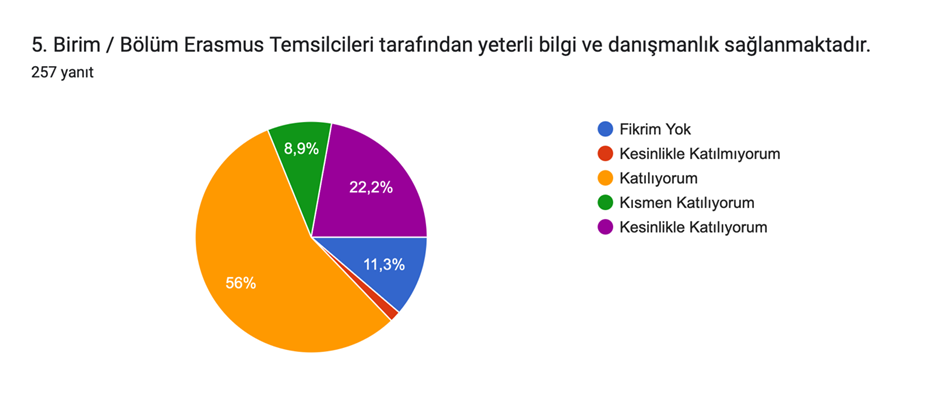 5. Birim / Bölüm Erasmus Temsilcileri tarafından yeterli bilgi ve danışmanlık sağlanmaktadır.
257 yanıt
8,9%
22,2%
11,3%
56%
Fikrim Yok
Kesinlikle Katılmıyorum
Katılıyorum
Kısmen Katılıyorum
Kesinlikle Katılıyorum